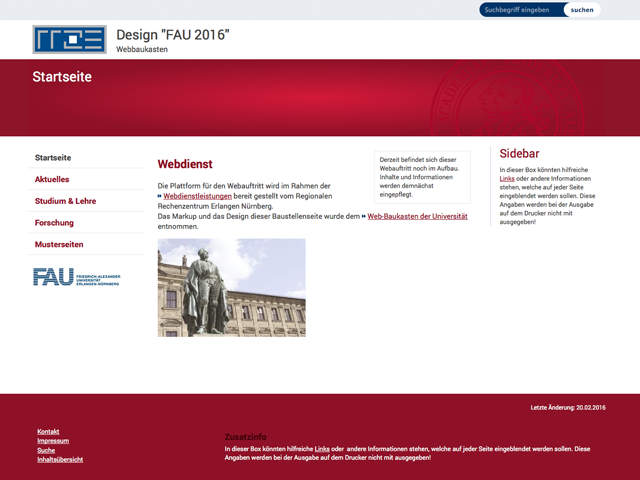 Suchbegriff eingeben
suchen
rrze
Design "FAU 2016"
Webbaukasten
Startseite
Startseite
Aktuelles
Studium & Lehre
Forschung
Musterseiten
FAU FRIEDRICH-ALEXANDER
UNIVERSITÄT
ERLANGEN-NÜRNBERG
Webdienst
Derzeit befindet sich dieser
Webauftritt noch im Aufbau.
Inhalte und Informationen
werden demnächst
eingepflegt.
Die Plattform für den Webauftritt wird im Rahmen der
Webdienstleistungen bereit gestellt vom Regionalen
Rechenzentrum Erlangen Nürnberg.
Das Markup und das Design dieser Baustellenseite wurde dem Web-Baukasten der Universität
entnommen.
Sidebar
In dieser Box könnten hilfreiche
Links oder andere Informationen
stehen, welche auf jeder Seite
eingeblendet werden sollen. Diese
Angaben werden bei der Ausgabe
auf dem Drucker nicht mit
ausgegeben!
Letzte Änderung: 20.02.2016
Kontakt
Impressum
Suche
Inhaltsübersicht
Zusatzinfo
In dieser Box könnten hilfreiche Links oder andere Informationen stehen, welche auf jeder Seite eingeblendet werden sollen. Diese
Angaben werden bei der Ausgabe auf dem Drucker nicht mit ausgegeben!